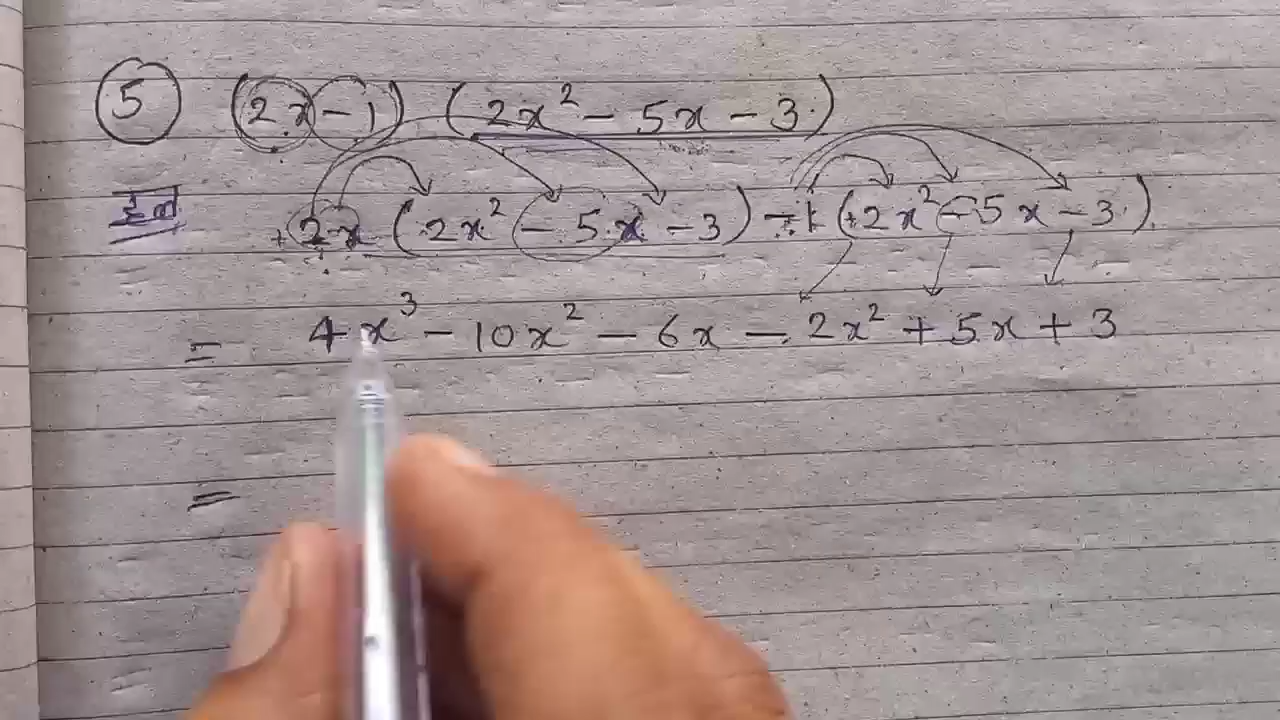 5 (2x-1) (2x² - 5x - 3)
2x (2x² - 5x - 3) - 1 (+2x² - 5x - 3)
= 4x³ - 10x² - 6x - 2x² + 5x + 3
=